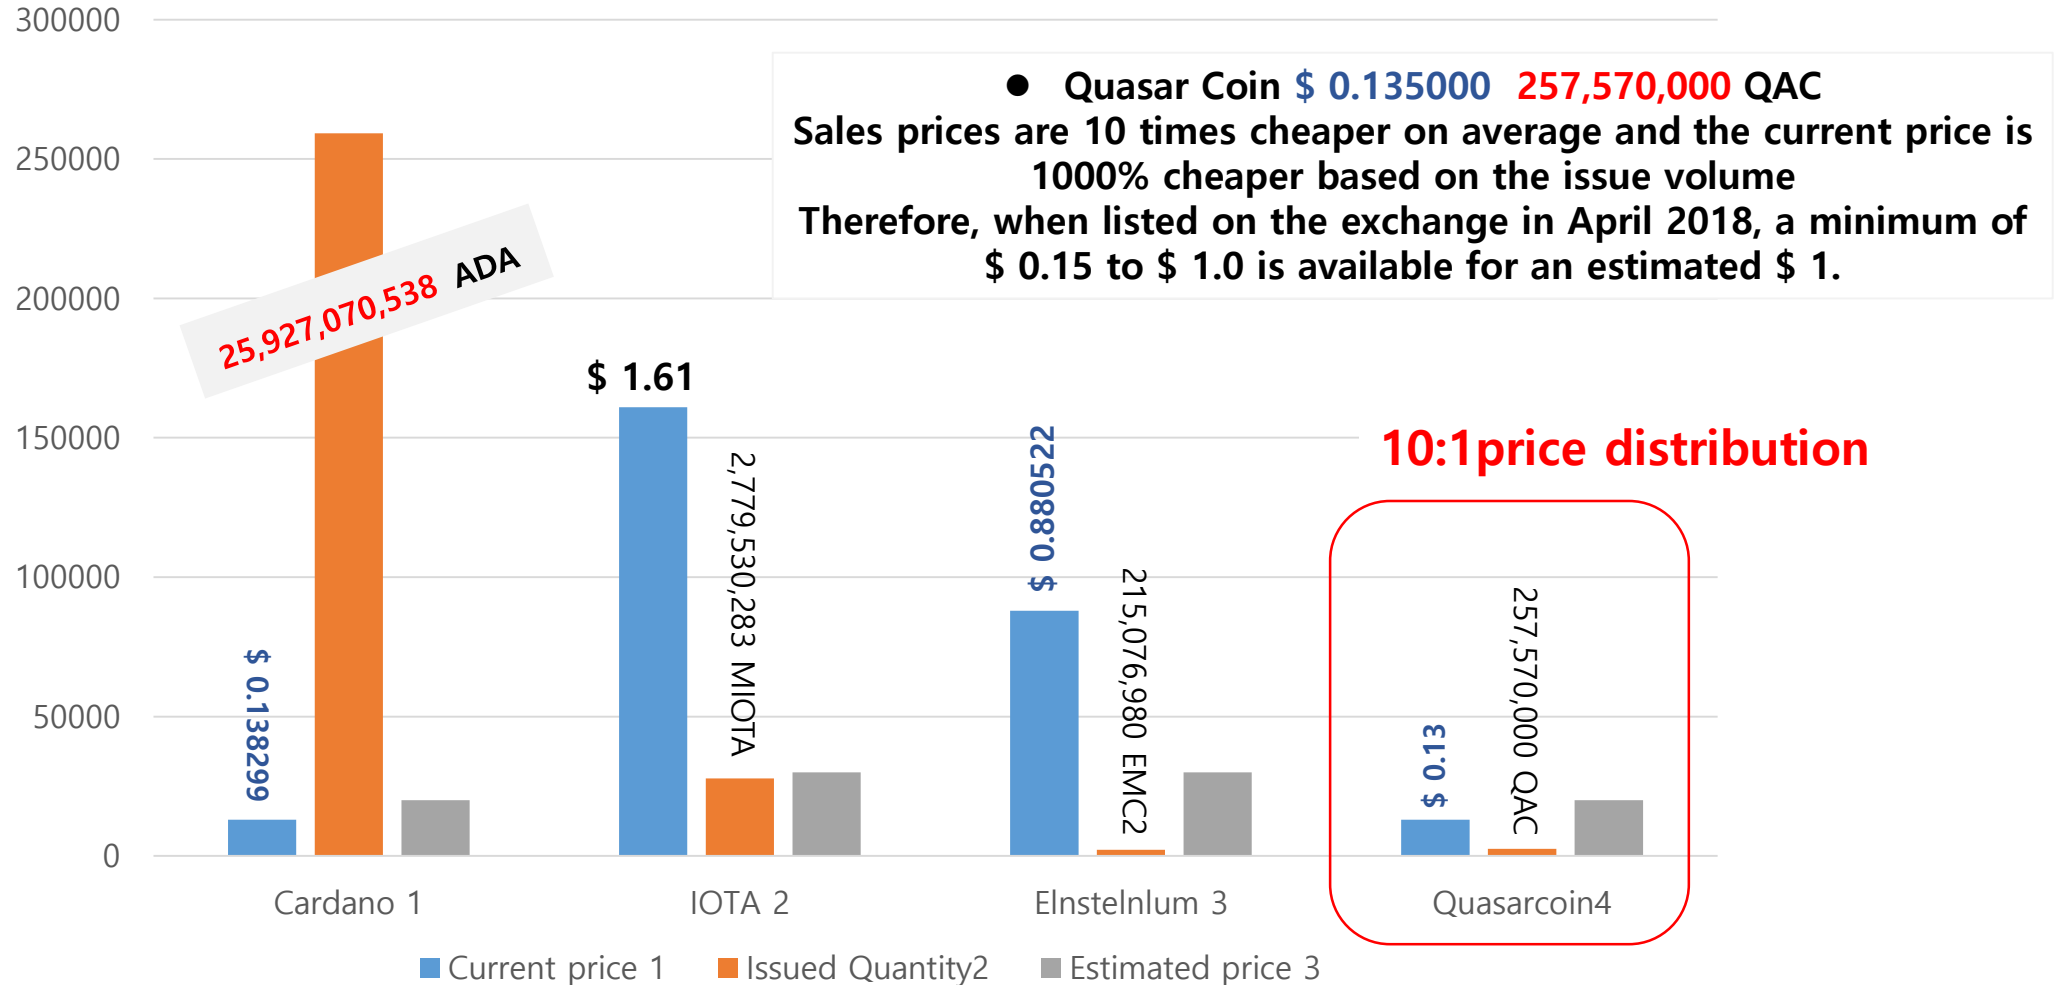 300000
250000
200000
150000
100000
50000
0
● Quasar Coin $ 0.135000 257,570,000 QAC
Sales prices are 10 times cheaper on average and the current price is
1000% cheaper based on the issue volume
Therefore, when listed on the exchange in April 2018, a minimum of
$ 0.15 to $ 1.0 is available for an estimated $ 1.
25,927,070,538 ADA
$ 0.138299
$ 1.61
2,779,530,283 MIOTA
$ 0.880522
215,076,980 EMC2
10:1price distribution
$ 0.13
257,570,000 QAC
Cardano 1
IOTA 2
EInsteInIum 3
Quasarcoin4
Current price 1
Issued Quantity2
Estimated price 3